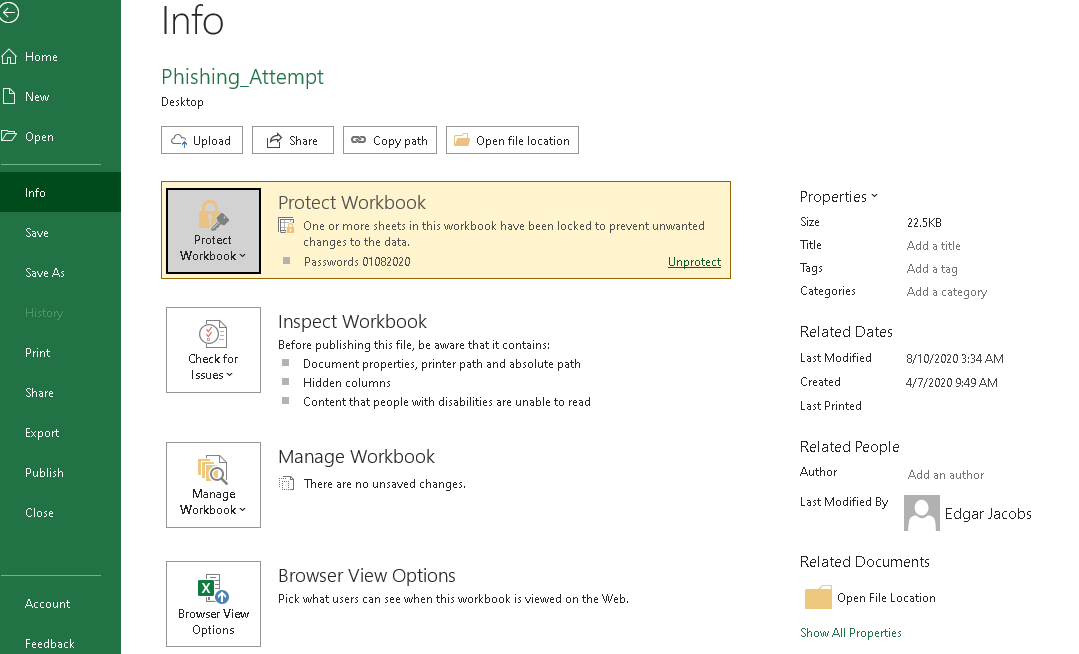 Info
Home
New
Open
Info
Save
Save As
History
Print
Share
Export
Publish
Close
Account
Feedback
Phishing_Attempt
Desktop
Upload
Share
Copy path
Open file location
Protect Workbook
Protect Workbook
One or more sheets in this workbook have been locked to prevent unwanted
changes to the data.
Passwords 01082020
Unprotect
Check for
Issues
Inspect Workbook
Before publishing this file, be aware that it contains:
Document properties, printer path and absolute path
Hidden columns
Content that people with disabilities are unable to read
Manage
Workbook
Manage Workbook
There are no unsaved changes.
Browser View
Options
Browser View Options
Pick what users can see when this workbook is viewed on the Web.
Properties
Size 22.5KB
Title Add a title
Tags Add a tag
Categories Add a category
Related Dates
Last Modified 8/10/2020 3:34 AM
Created 4/7/2020 9:49 AM
Last Printed
Related People
Author Add an author
Last Modified By Edgar Jacobs
Related Documents
Open File Location
Show All Properties